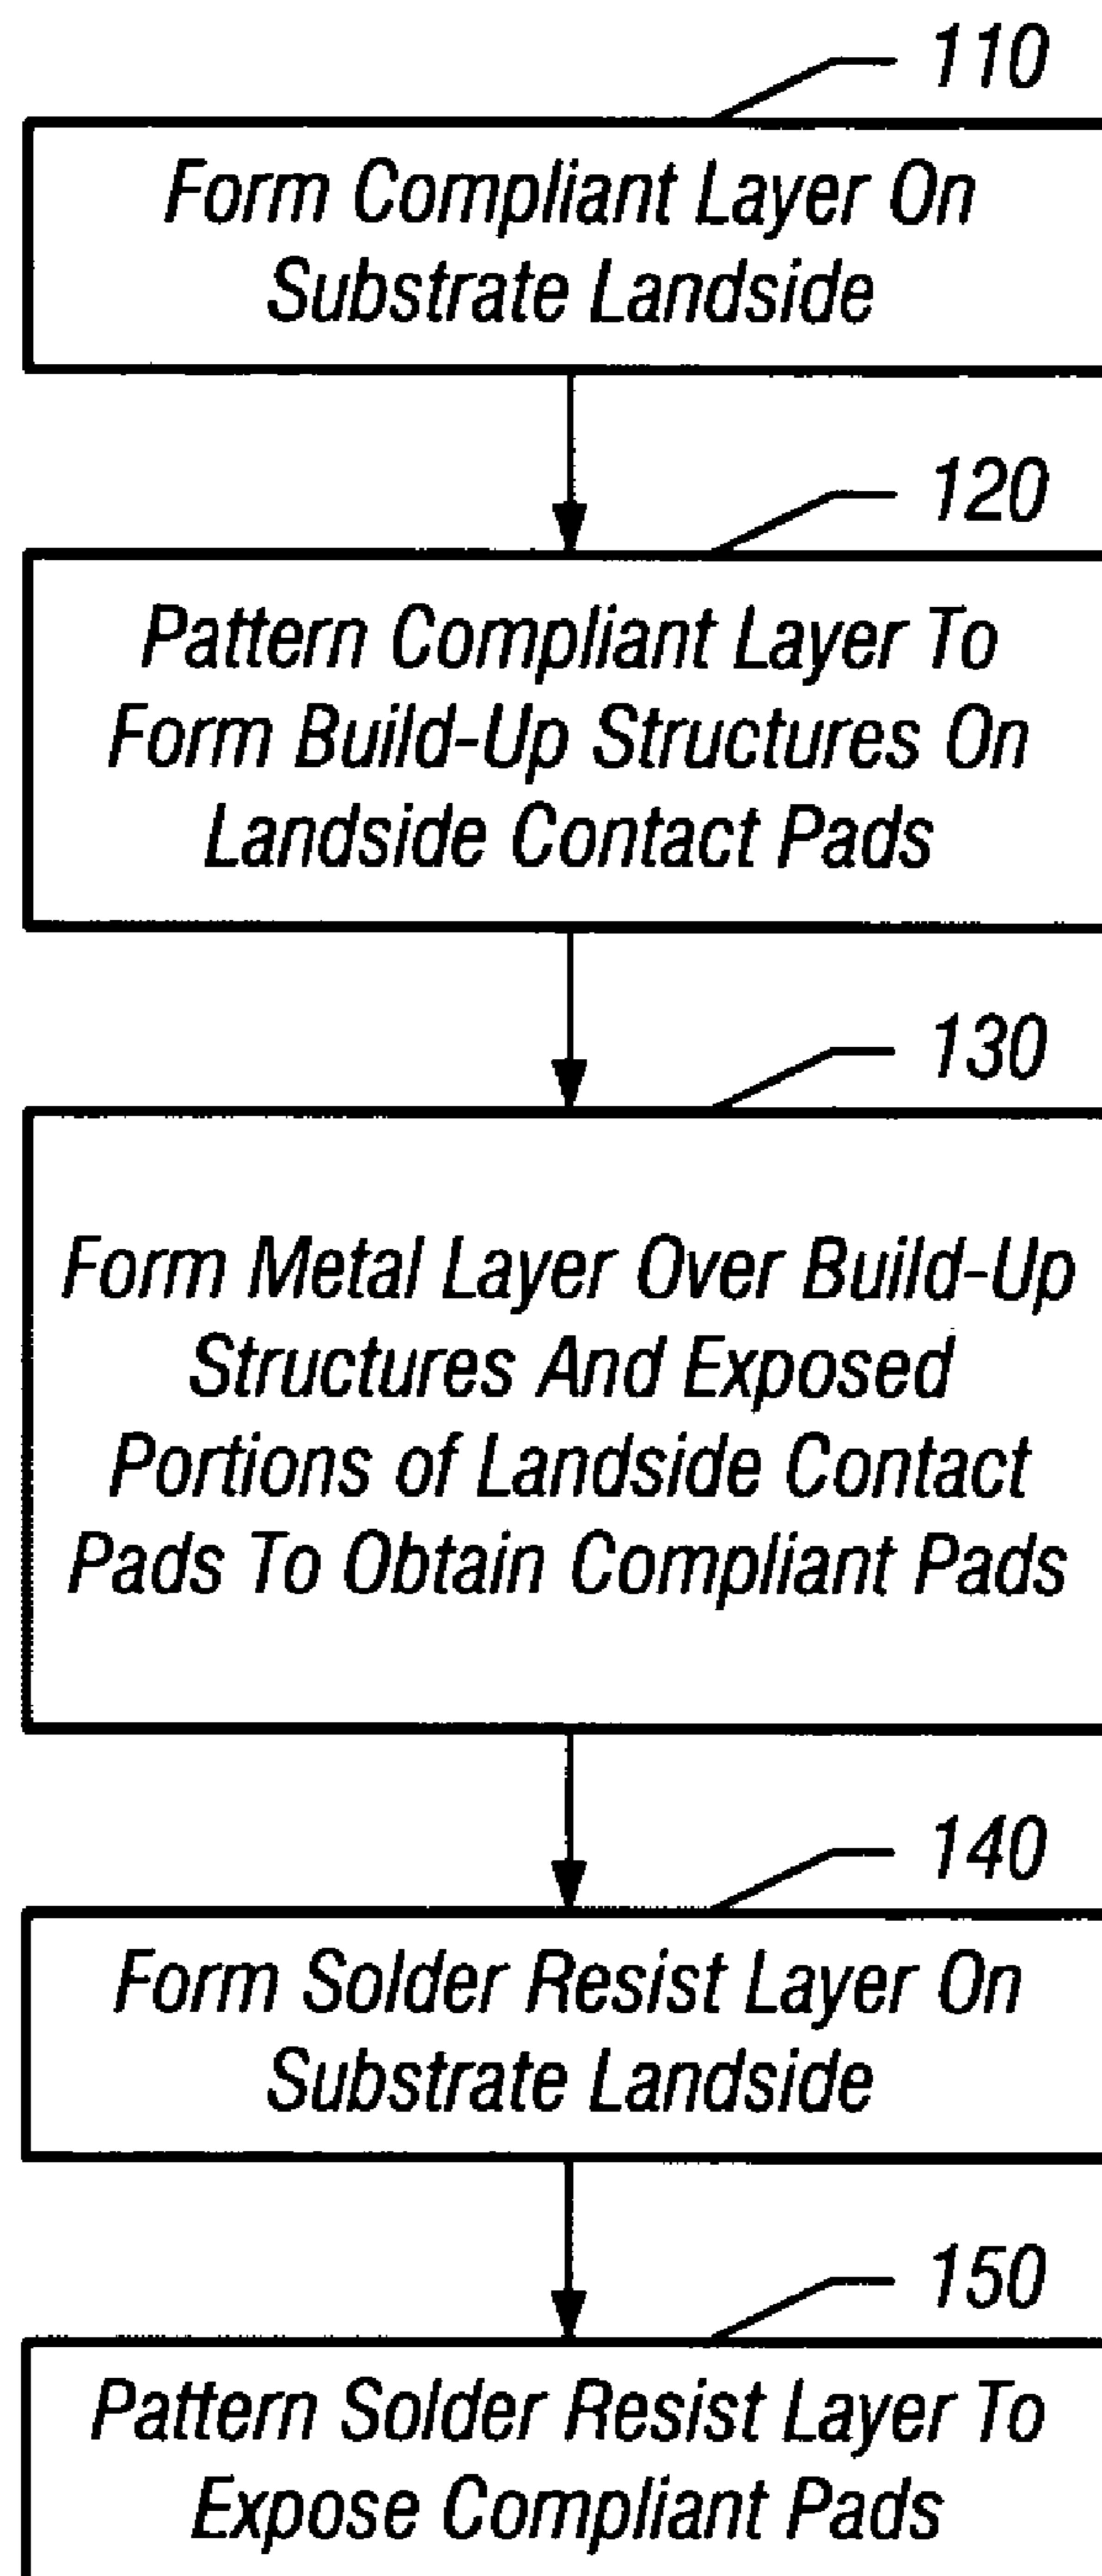 110
Form Compliant Layer On
Substrate Landside
120
Pattern Compliant Layer To
Form Build-Up Structures On
Landside Contact Pads
130
Form Metal Layer Over Build-Up
Structures And Exposed
Portions of Landside Contact
Pads To Obtain Compliant Pads
140
Form Solder Resist Layer On
Substrate Landside
150
Pattern Solder Resist Layer To
Expose Compliant Pads